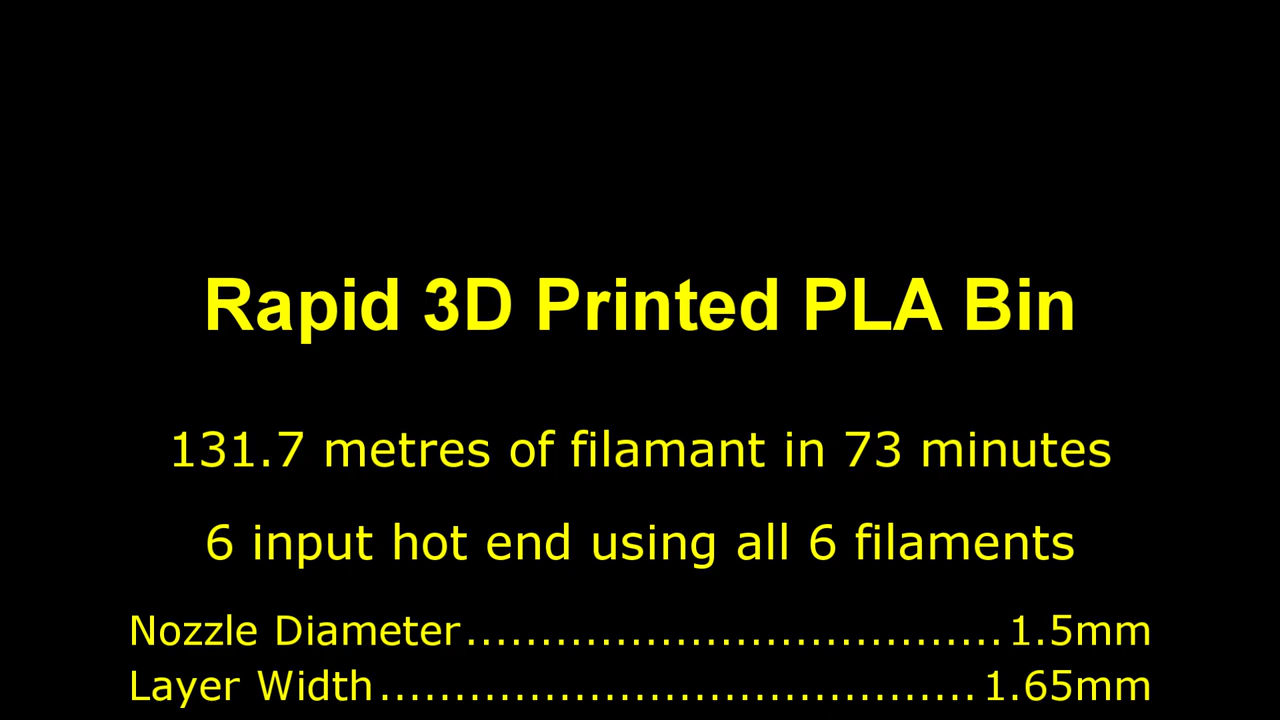 Rapid 3D Printed PLA Bin
131.7 metres of filamant in 73 minutes
6 input hot end using all 6 filaments
Nozzle Diameter....................................1.5mm
Layer Width........................................1.65mm